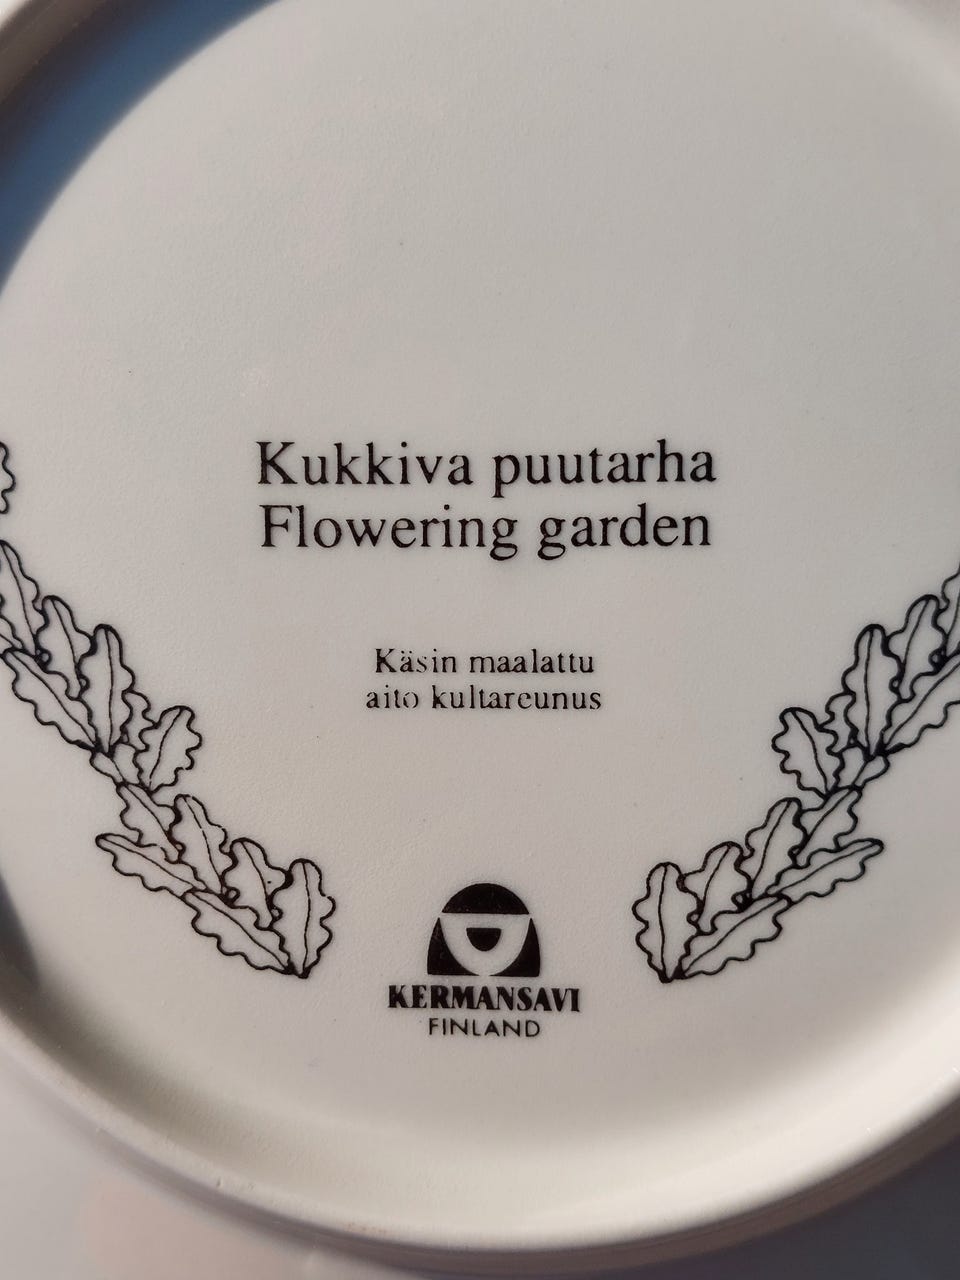 Kukkiva puutarha
Flowering garden
Käsin maalattu
aito kultareunus
KERMANSAVI
FINLAND